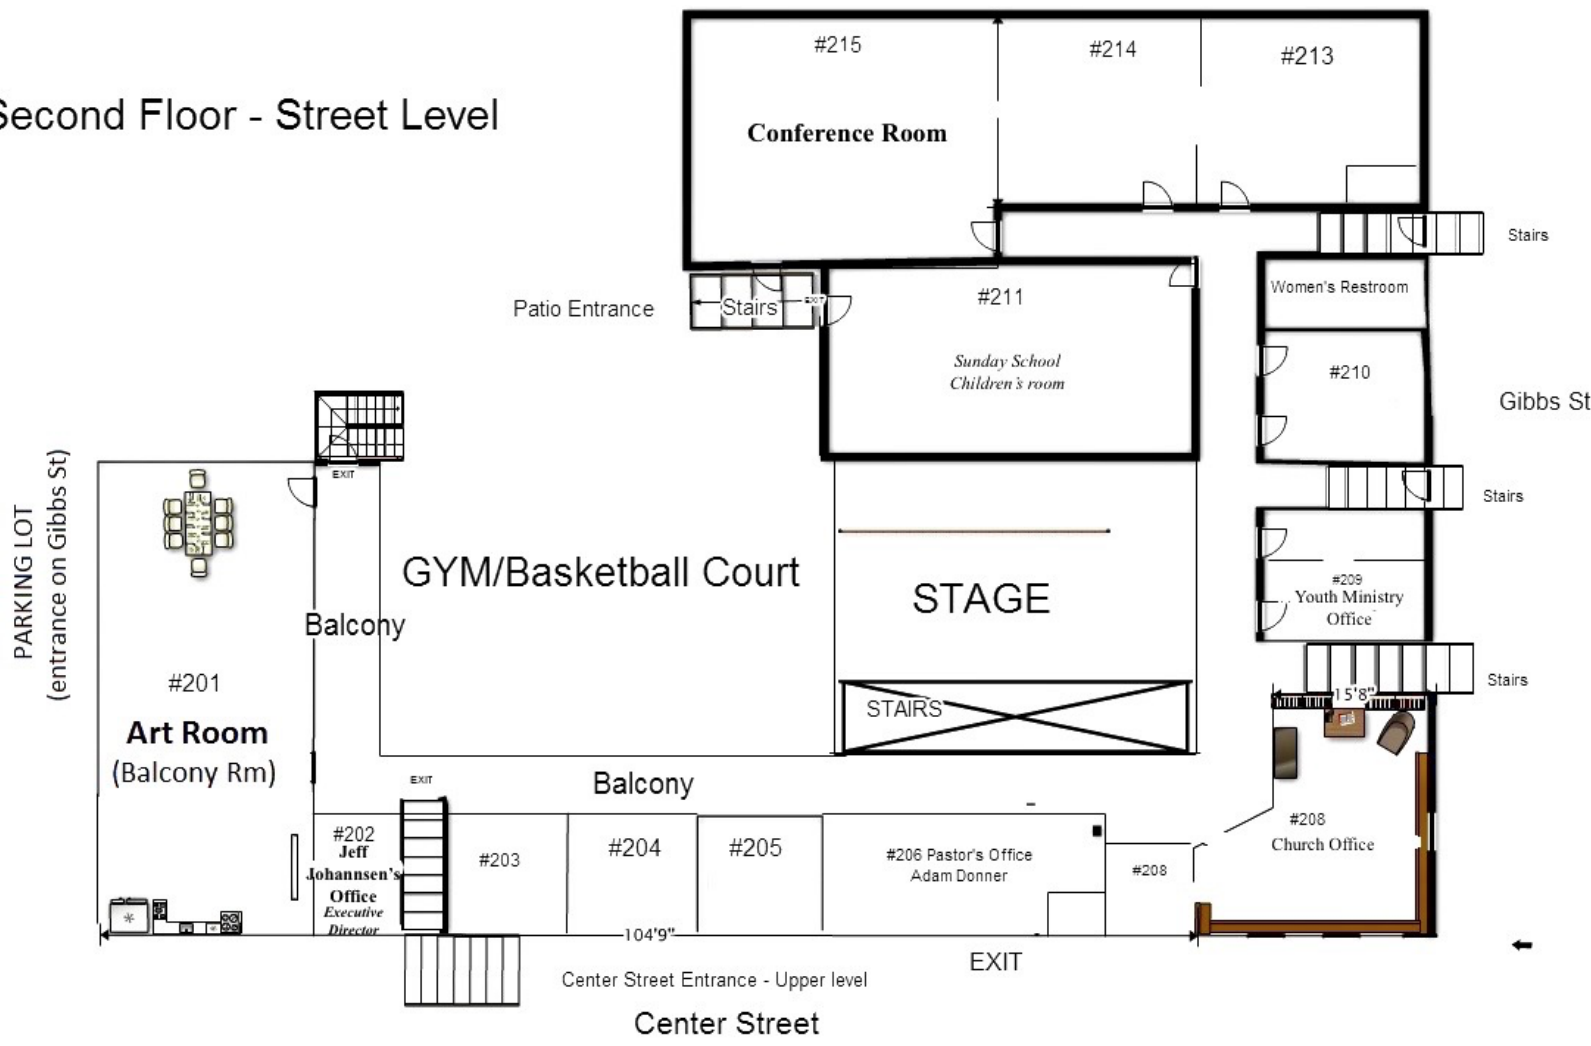 Second Floor - Street Level
#215
#214
#213
Conference Room
Stairs
Women's Restroom
Patio Entrance
Stairs
EXIT
#211
Sunday School
Children's room
#210
Gibbs St
EXIT
PARKING LOT
(entrance on Gibbs St)
GYM/Basketball Court
STAGE
Stairs
#209
Youth Ministry
Office
Balcony
#201
Art Room
(Balcony Rm)
STAIRS
Stairs
15'8"
EXIT
Balcony
#202
Jeff
Johannsen's
Office
Executive
Director
#203
#204
#205
#206 Pastor's Office
Adam Donner
#208
#208
Church Office
104'9"
EXIT
Center Street Entrance - Upper level
Center Street